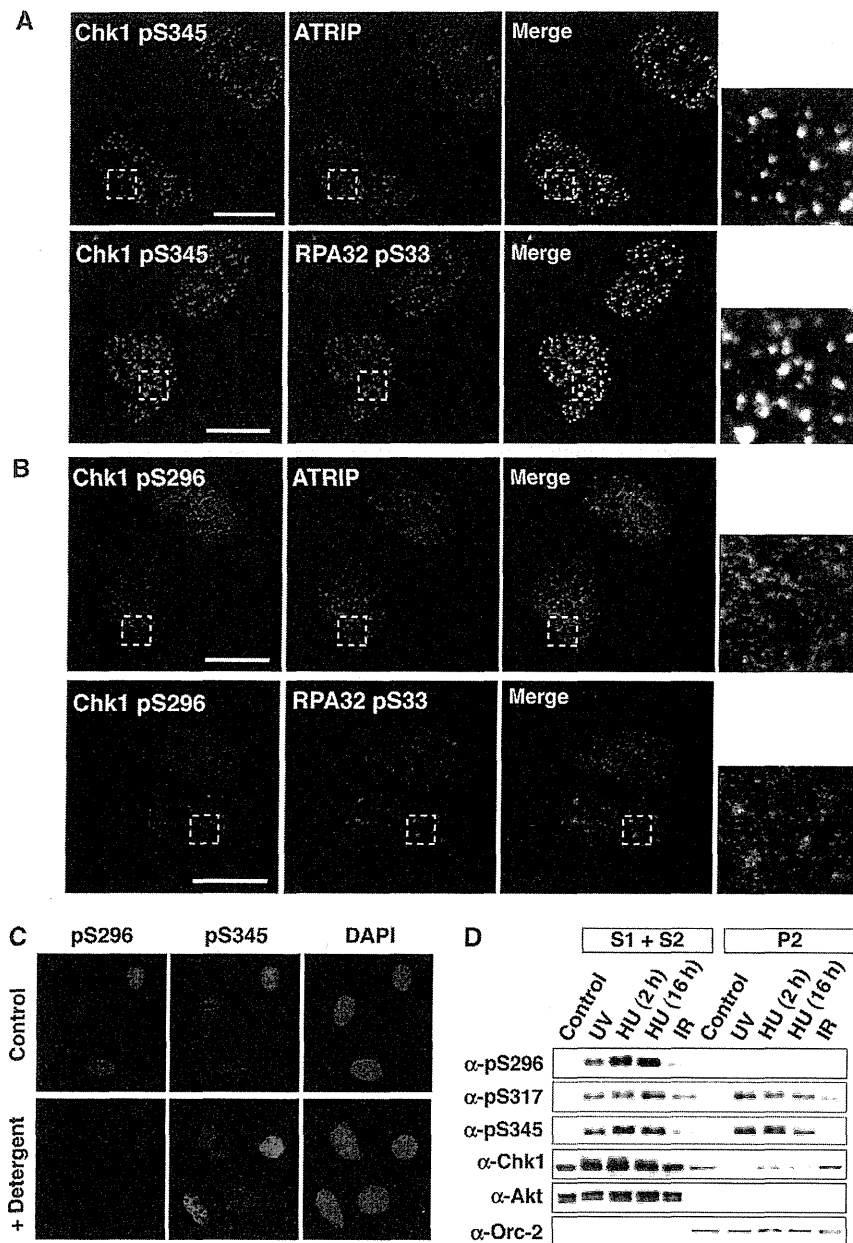 A
Chk1 pS345 ATRIP Merge
Chk1 pS345 RPA32 pS33 Merge
B
Chk1 pS296 ATRIP Merge
Chk1 pS296 RPA32 pS33 Merge
C
pS296 pS345 DAPI
Control
+ Detergent
D
S1 + S2 P2
Control UV HU (2 h) HU (16 h) IR Control UV HU (2 h) HU (16 h) IR
α-pS296
α-pS317
α-pS345
α-Chk1
α-Akt
α-Orc-2